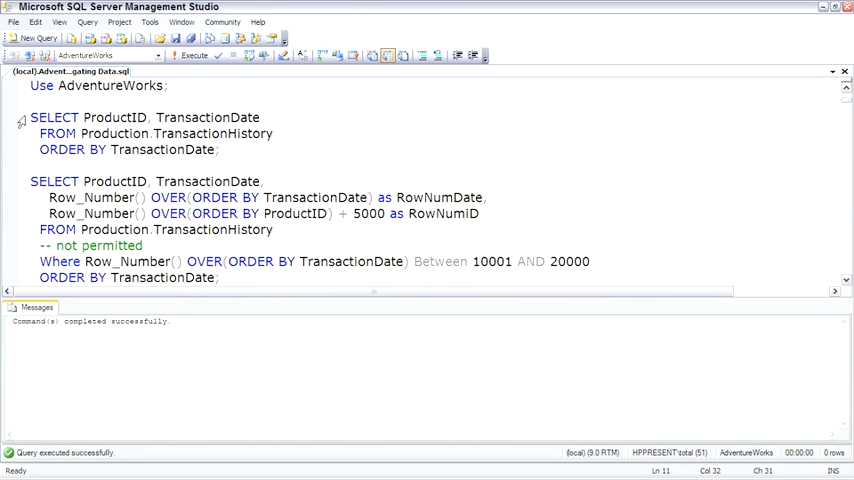 Microsoft SQL Server Management Studio
File Edit View Query Project Tools Window Community Help
New Query
AdventureWorks Execute
(local).Advent...gating Data.sql
Use AdventureWorks;
SELECT ProductID, TransactionDate
FROM Production.TransactionHistory
ORDER BY TransactionDate;
SELECT ProductID, TransactionDate,
Row_Number() OVER(ORDER BY TransactionDate) as RowNumDate,
Row_Number() OVER(ORDER BY ProductID) + 5000 as RowNumiD
FROM Production.TransactionHistory
-- not permitted
Where Row_Number() OVER(ORDER BY TransactionDate) Between 10001 AND 20000
ORDER BY TransactionDate;
Messages
Command(s) completed successfully.
Query executed successfully. (local) (9.0 RTM) HPPRESENT\total (51) AdventureWorks 00:00:00 0 rows
Ready Ln 11 Col 32 Ch 31 INS